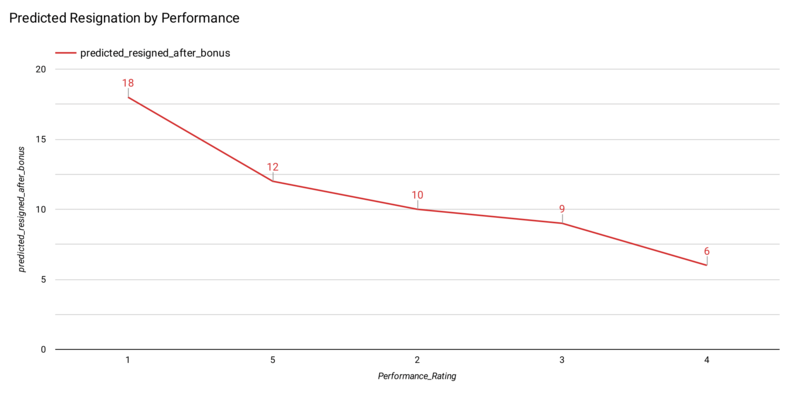 Predicted Resignation by Performance
predicted_resigned_after_bonus
20
15
10
5
0
predicted_resigned_after_bonus
18
12
10
9
6
1 5 2 3 4
Performance_Rating